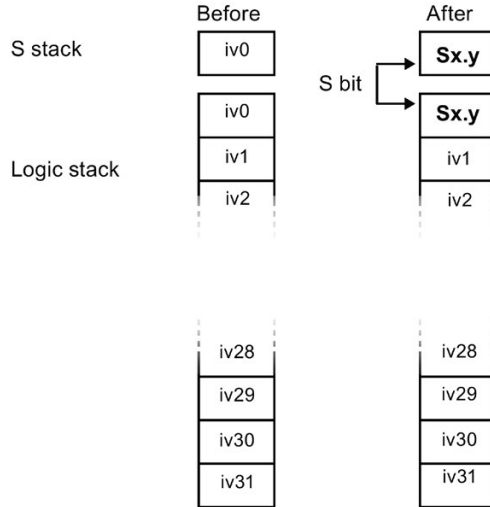 Before After
S stack iv0 Sx.y
S bit
iv0 Sx.y
Logic stack iv1 iv1
iv2 iv2
iv28 iv28
iv29 iv29
iv30 iv30
iv31 iv31